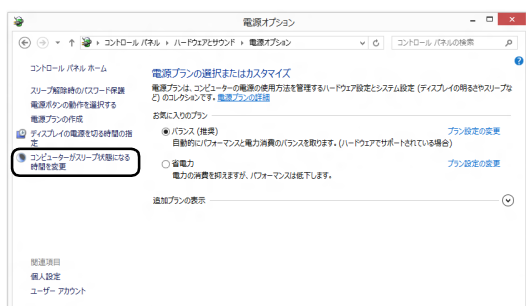 電源オプション
コントロール パネル ▸ ハードウェアとサウンド ▸ 電源オプション
コントロール パネルの検索
コントロール パネル ホーム
スリープ解除時のパスワード保護
電源ボタンの動作を選択する
電源プランの作成
ディスプレイの電源を切る時間の指
定
コンピューターがスリープ状態になる
時間を変更
電源プランの選択またはカスタマイズ
電源プランは、コンピューターの電源の使用方法を管理するハードウェア設定とシステム設定 (ディスプレイの明るさやスリープな
ど) のコレクションです。電源プランの詳細
お気に入りのプラン
バランス (推奨) プラン設定の変更
自動的にパフォーマンスと電力消費のバランスを取ります。(ハードウェアでサポートされている場合)
省電力 プラン設定の変更
電力の消費を抑えますが、パフォーマンスは低下します。
追加プランの表示
関連項目
個人設定
ユーザー アカウント